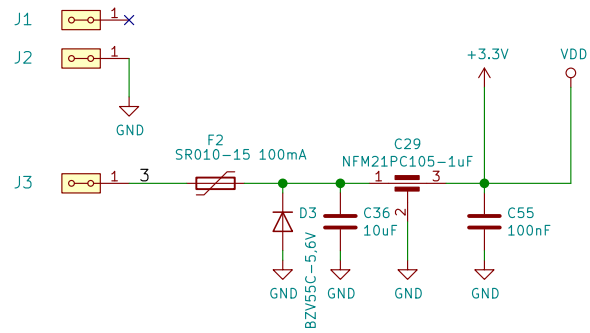 J1
1
J2
1
GND
+3.3V
VDD
F2
SR010-15 100mA
C29
NFM21PC105-1uF
J3
1
3
1
3
2
D3
BZV55C-5,6V
C36
10uF
C55
100nF
GND
GND
GND
GND